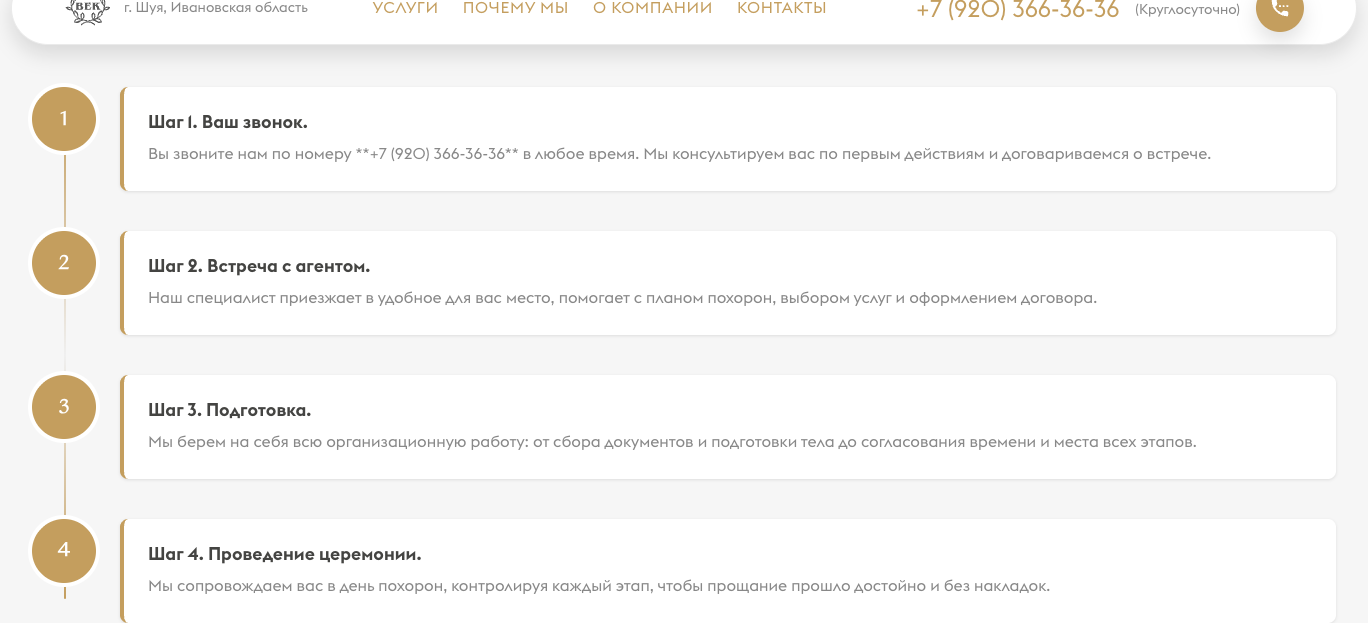 ВЕК
г. Шуя, Ивановская область
УСЛУГИ ПОЧЕМУ МЫ О КОМПАНИИ КОНТАКТЫ
+7 (920) 366-36-36 (Круглосуточно)
1
Шаг 1. Ваш звонок.
Вы звоните нам по номеру **+7 (920) 366-36-36** в любое время. Мы консультируем вас по первым действиям и договариваемся о встрече.
2
Шаг 2. Встреча с агентом.
Наш специалист приезжает в удобное для вас место, помогает с планом похорон, выбором услуг и оформлением договора.
3
Шаг 3. Подготовка.
Мы берем на себя всю организационную работу: от сбора документов и подготовки тела до согласования времени и места всех этапов.
4
Шаг 4. Проведение церемонии.
Мы сопровождаем вас в день похорон, контролируя каждый этап, чтобы прощание прошло достойно и без накладок.